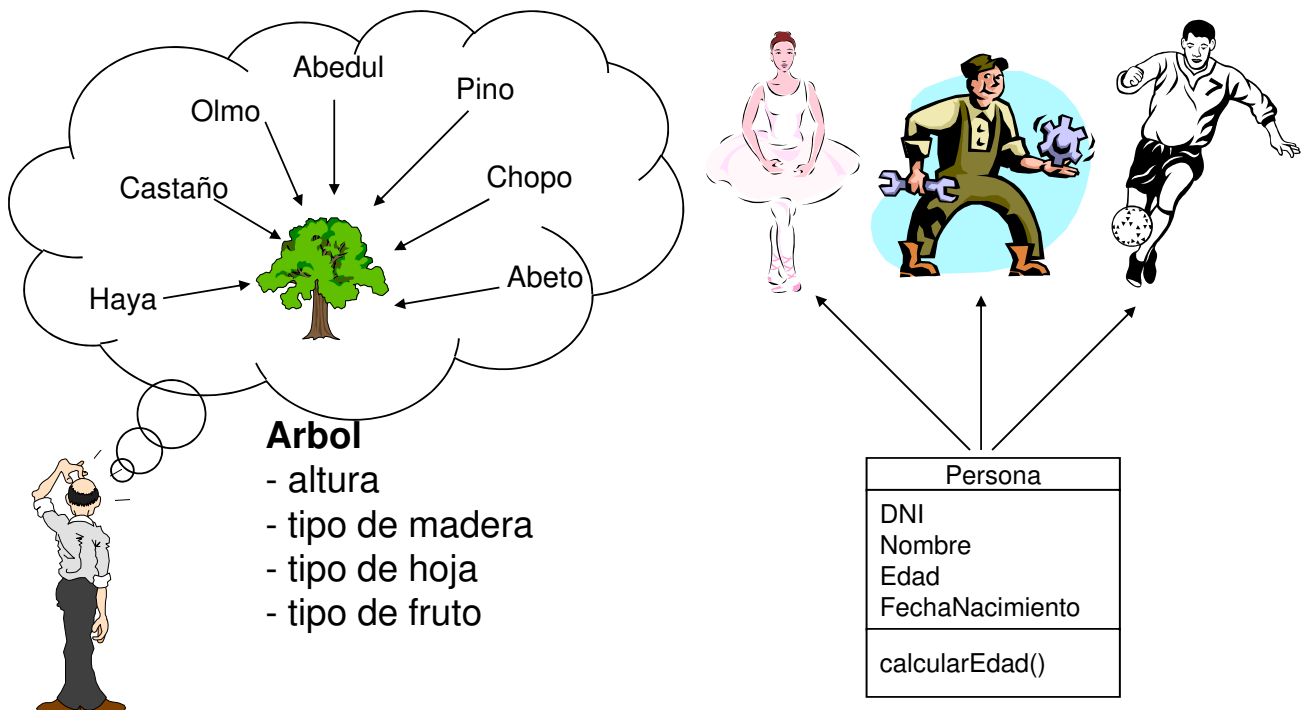 Abedul
Pino
Olmo
Castaño
Chopo
Haya
Abeto
Arbol
- altura
- tipo de madera
- tipo de hoja
- tipo de fruto
7
Persona
DNI
Nombre
Edad
FechaNacimiento
calcularEdad()